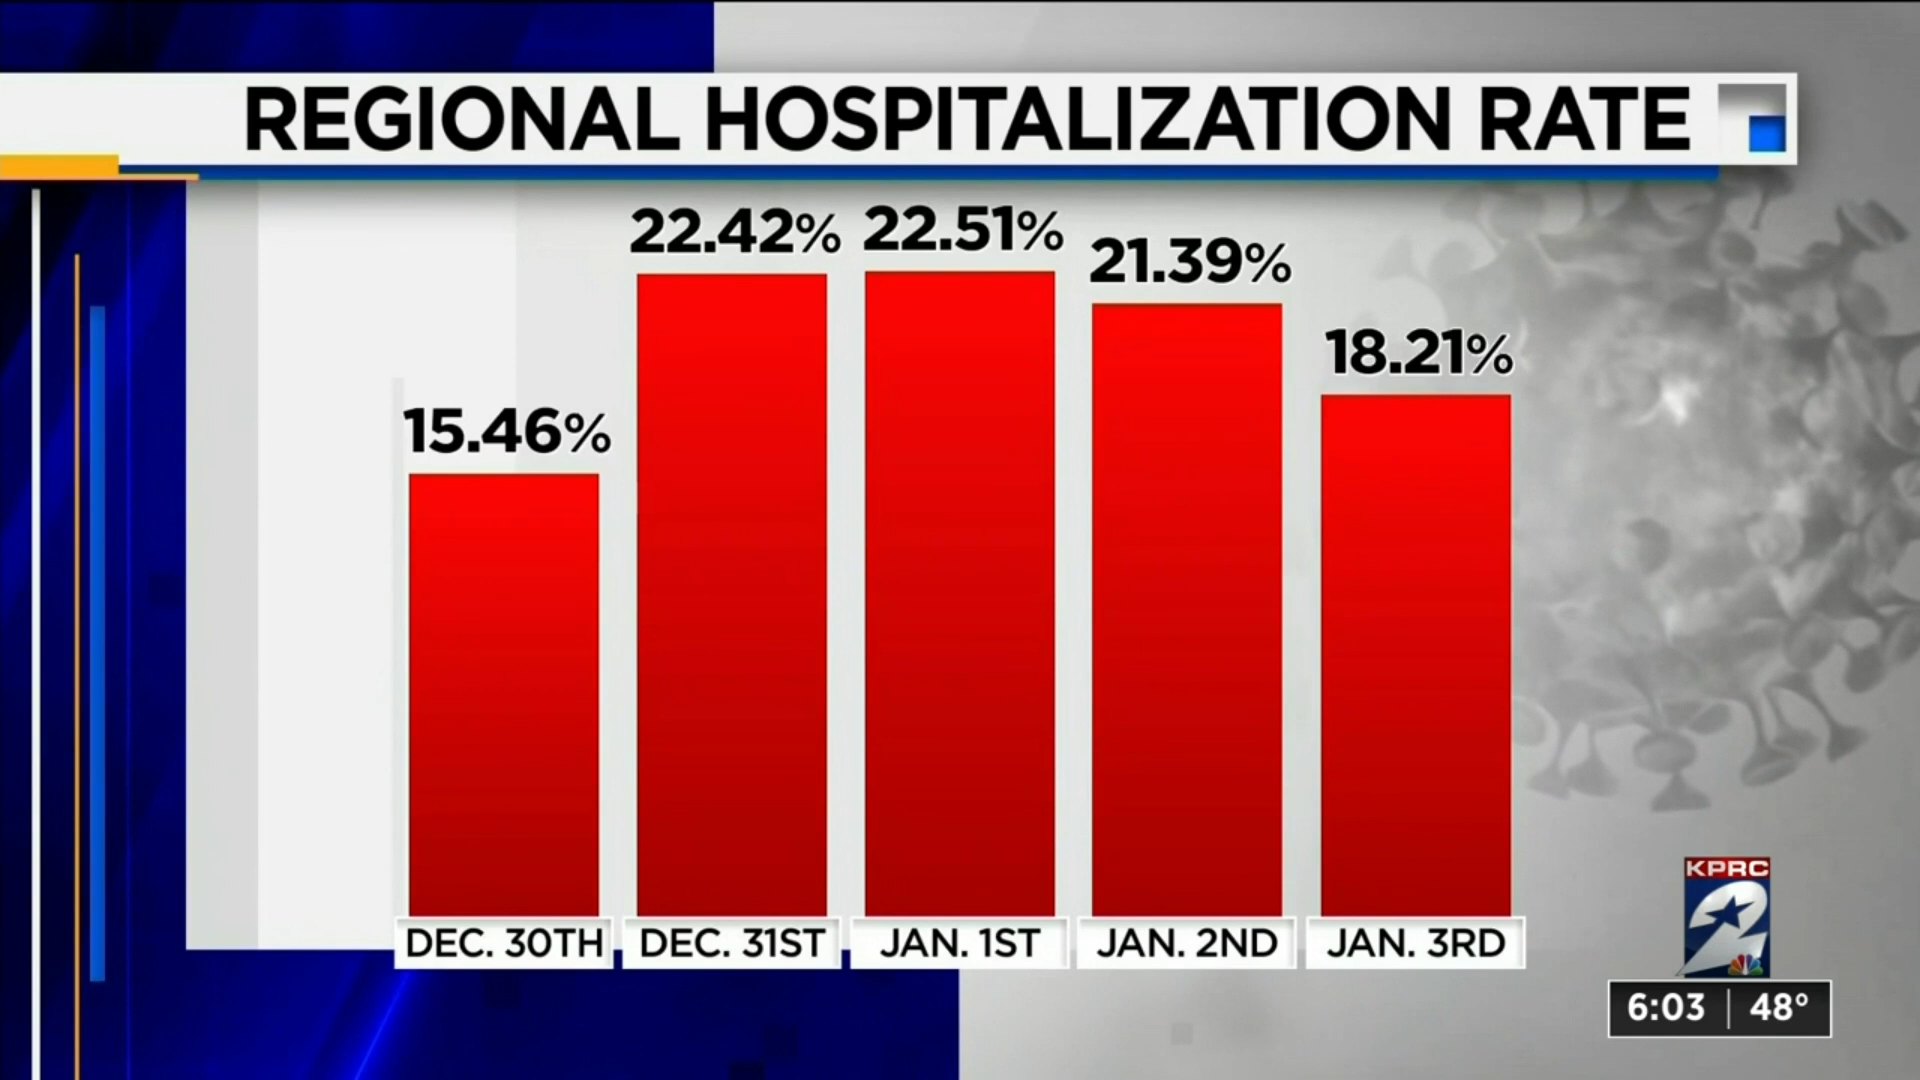 REGIONAL HOSPITALIZATION RATE
15.46%
22.42%
22.51%
21.39%
18.21%
DEC. 30TH
DEC. 31ST
JAN. 1ST
JAN. 2ND
JAN. 3RD
KPRC
2
6:03 | 48°